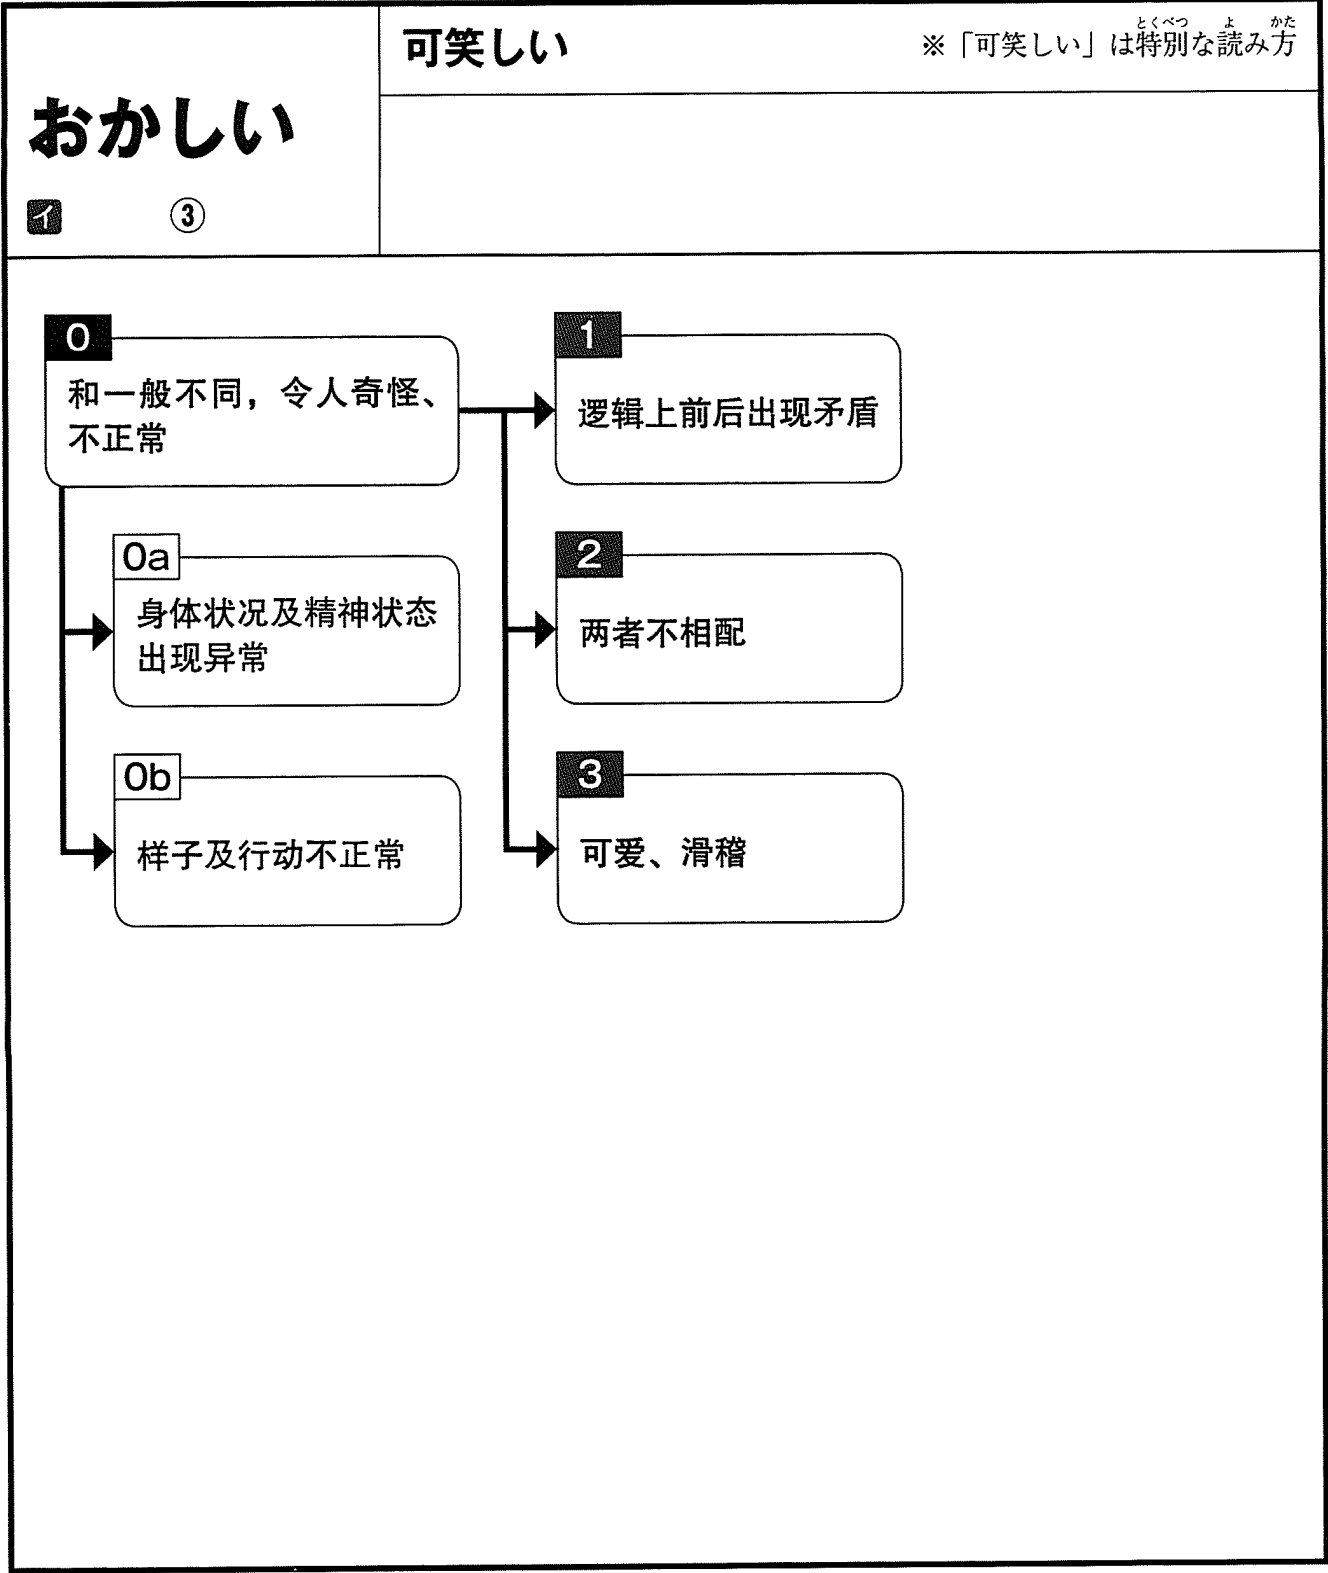 おかしい
イ ③
可笑しい
※「可笑しい」は特別な読み方
とくべつ よ かた
0
和一般不同，令人奇怪、
不正常
0a
身体状况及精神状态
出现异常
0b
样子及行动不正常
1
逻辑上前后出现矛盾
2
两者不相配
3
可爱、滑稽